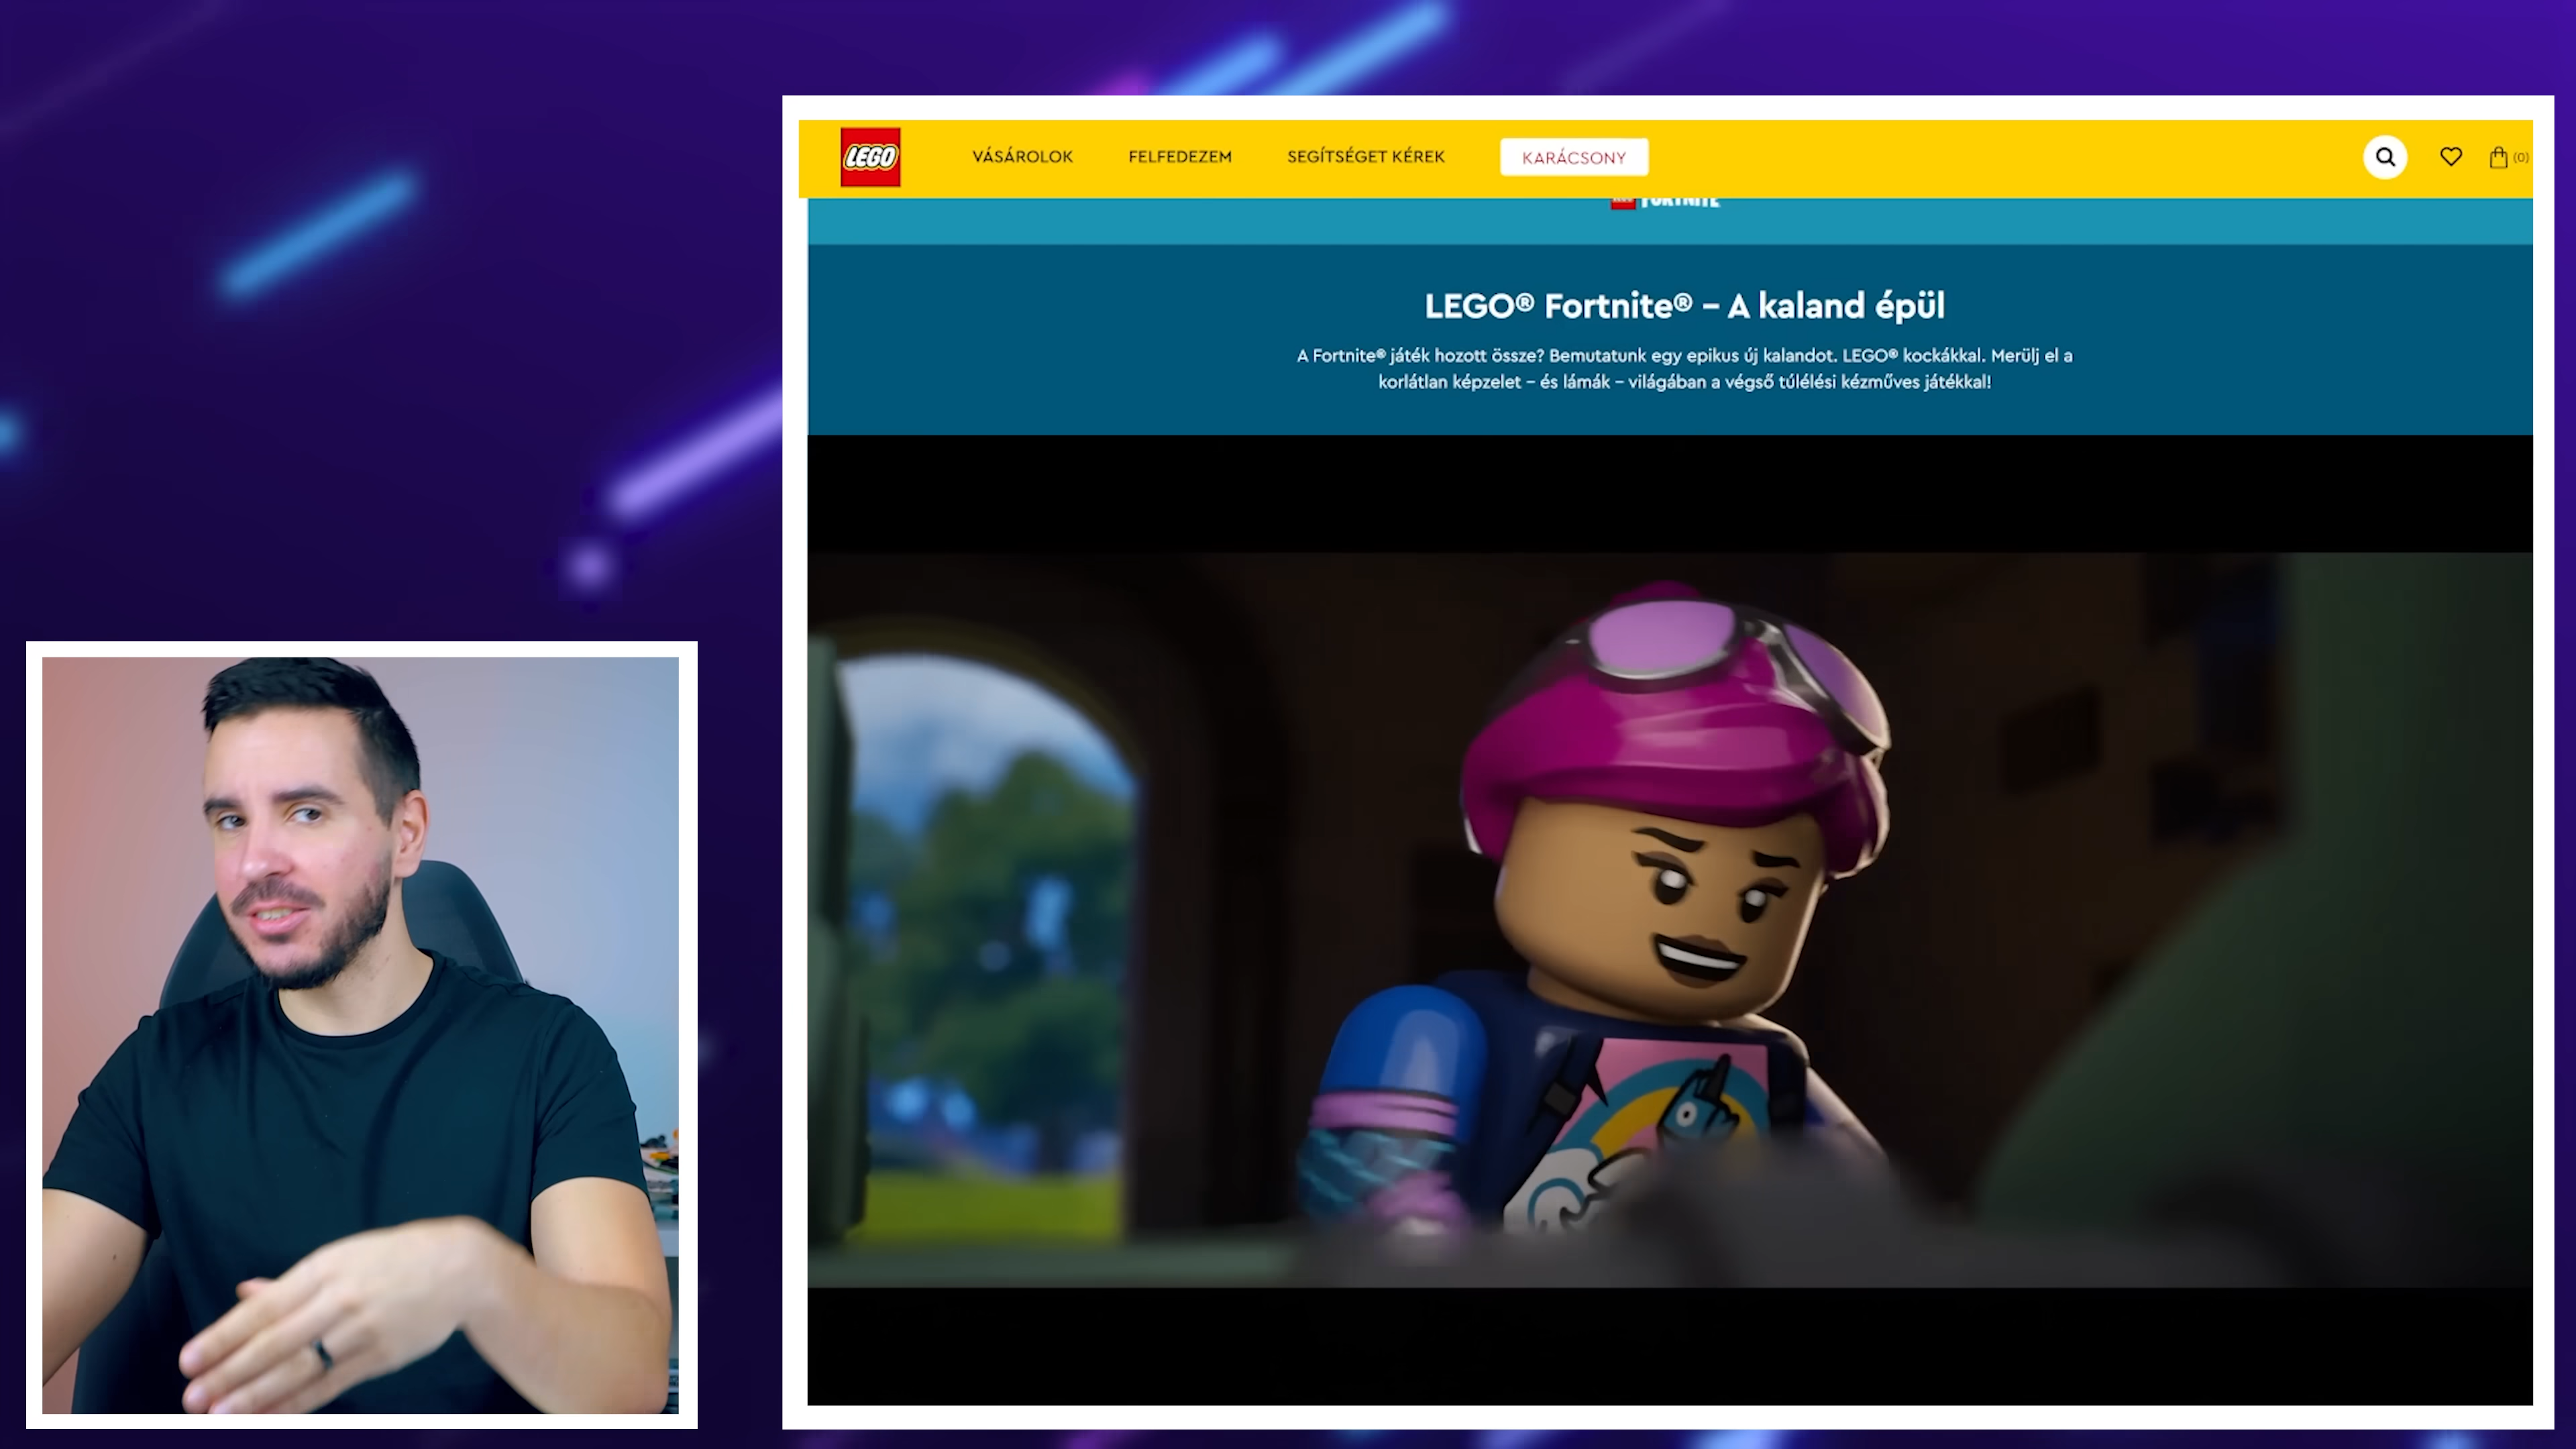 LEGO
VÁSÁROLOK
FELFEDEZEM
SEGÍTSÉGET KÉREK
KARÁCSONY
(0)
FORTNITE
LEGO® Fortnite® – A kaland épül
A Fortnite® játék hozott össze? Bemutatunk egy epikus új kalandot. LEGO® kockákkal. Merülj el a
korlátlan képzelet – és lámák – világában a végső túlélési kézműves játékkal!